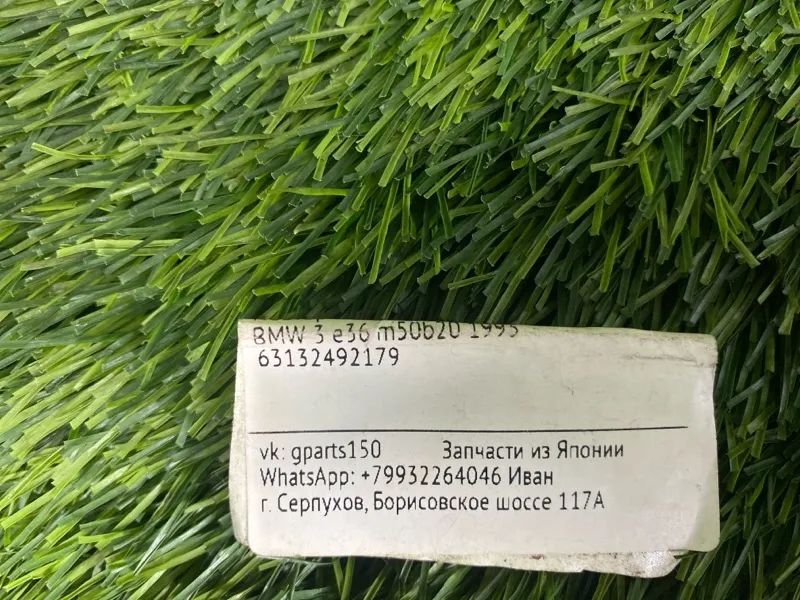 BMW 3 e36 m50b20 1995
63132492179
vk: gparts150 Запчасти из Японии
WhatsApp: +79932264046 Иван
г. Серпухов, Борисовское шоссе 117А